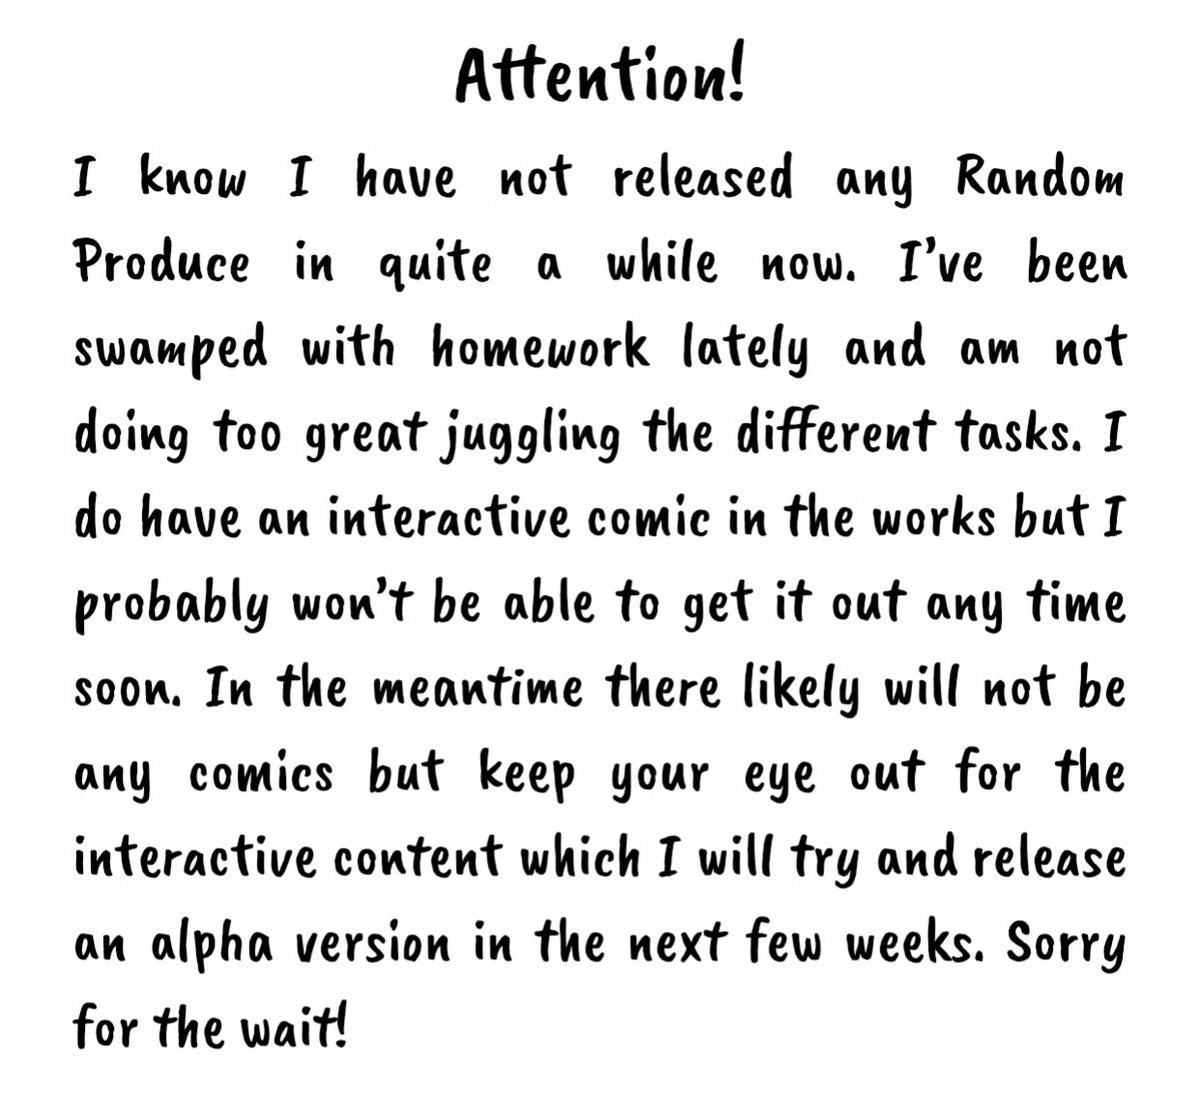 Attention!
I know I have not released any Random
Produce in quite a while now. I've been
swamped with homework lately and am not
doing too great juggling the different tasks. I
do have an interactive comic in the works but I
probably won't be able to get it out any time
soon. In the meantime there likely will not be
any comics but keep your eye out for the
interactive content which I will try and release
an alpha version in the next few weeks. Sorry
for the wait!